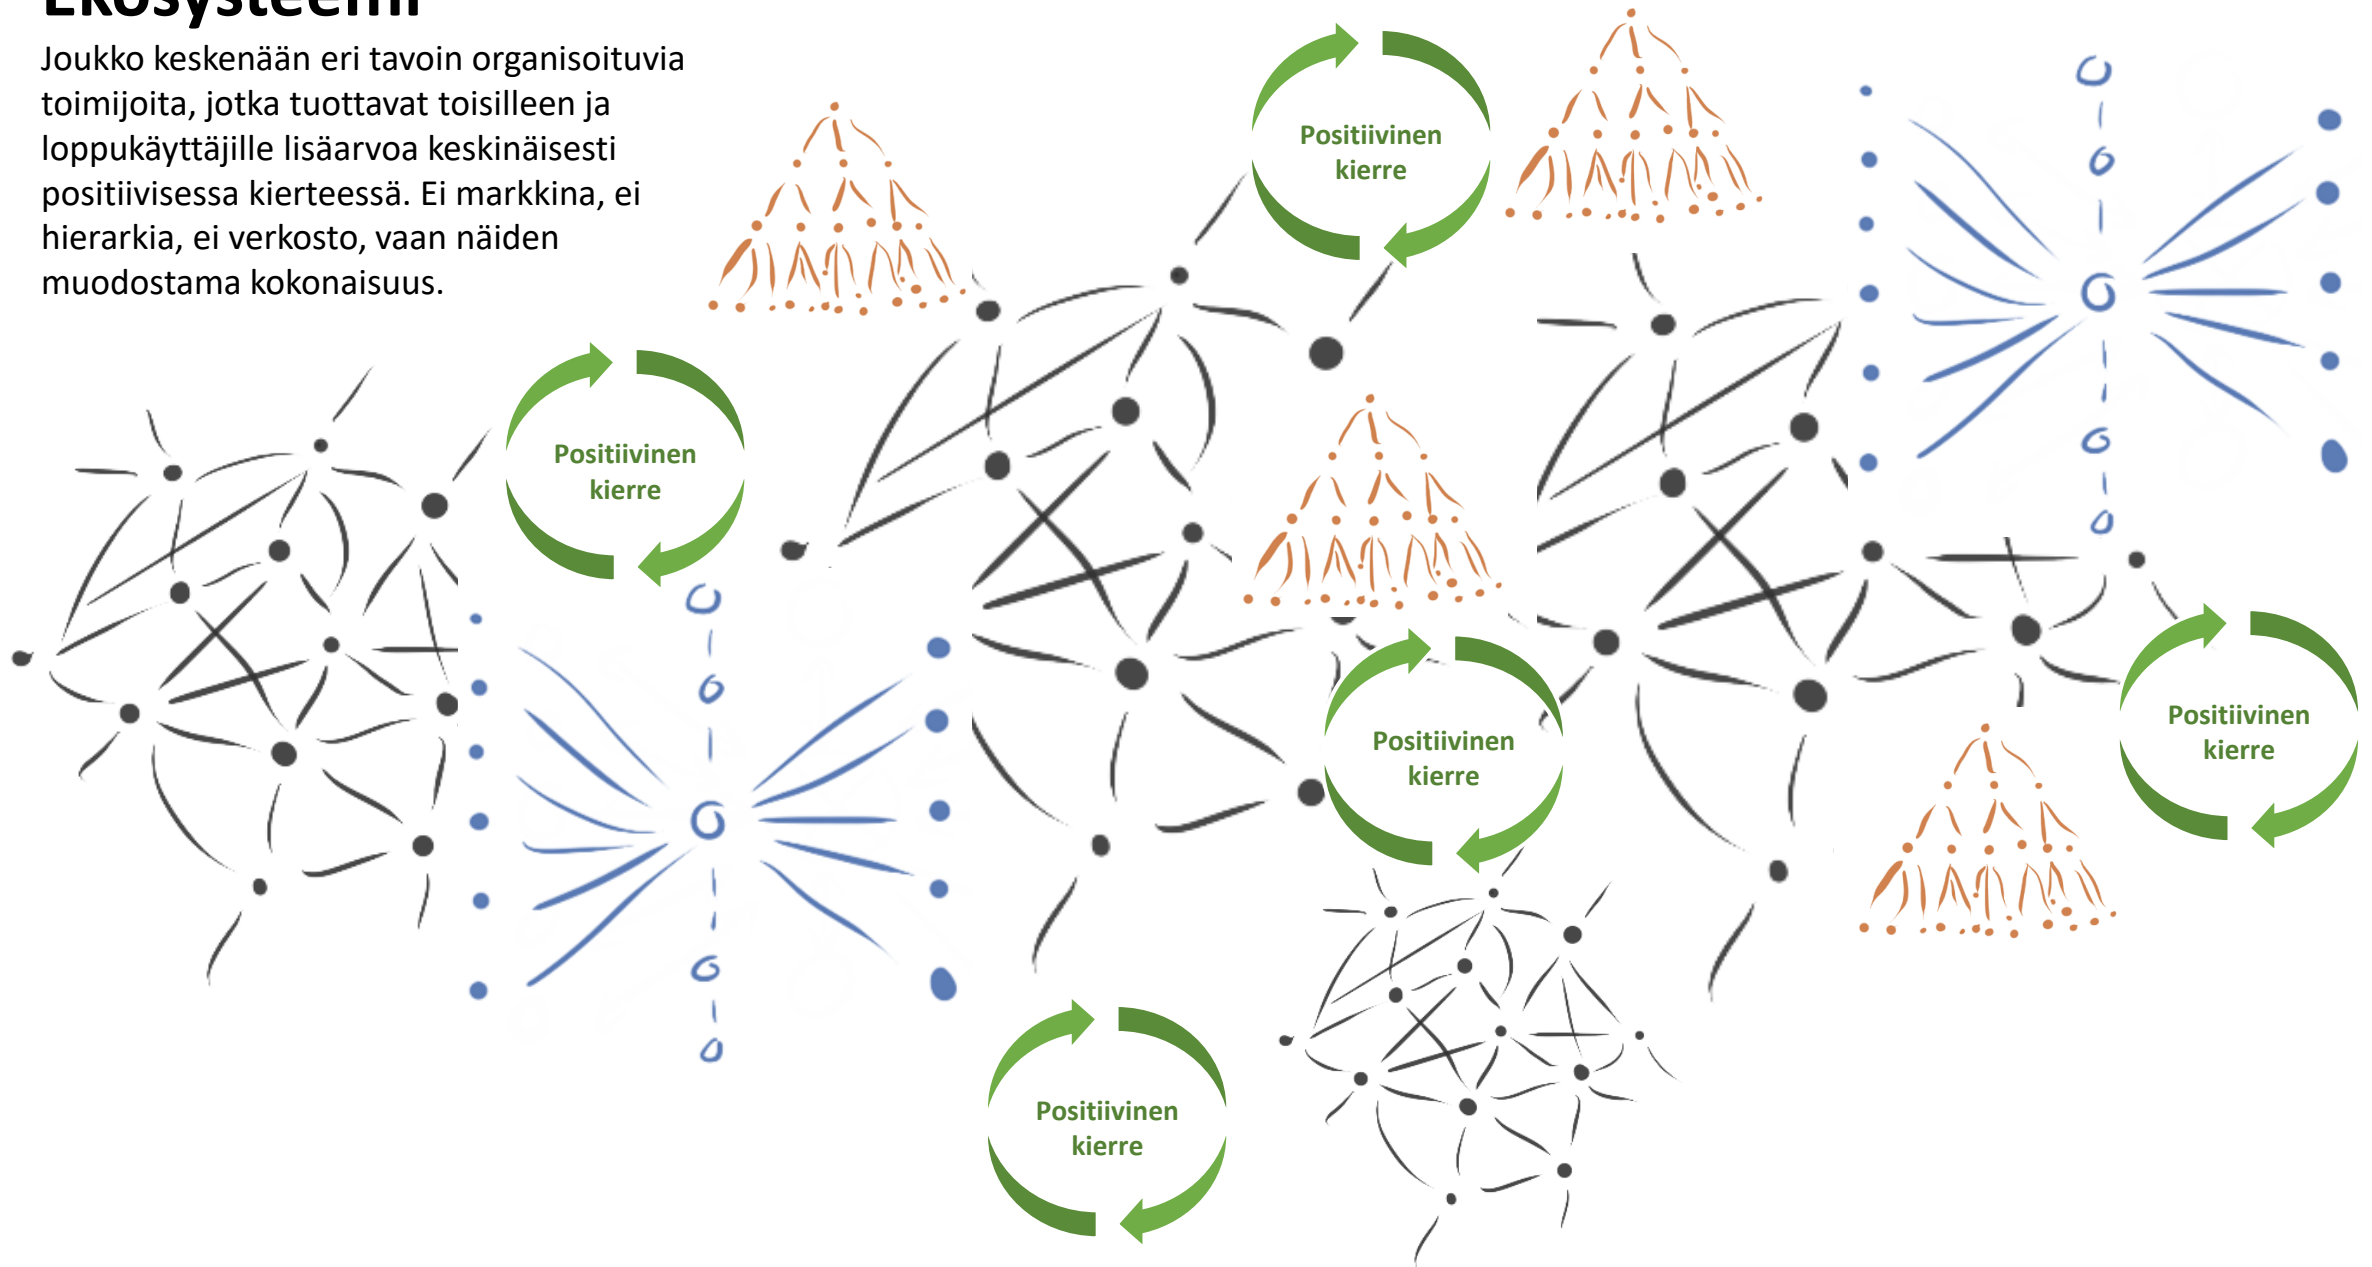 Ekosysteemi
Joukko keskenään eri tavoin organisoituvia
toimijoita, jotka tuottavat toisilleen ja
loppukäyttäjille lisäarvoa keskinäisesti
positiivisessa kierteessä. Ei markkina, ei
hierarkia, ei verkosto, vaan näiden
muodostama kokonaisuus.
Positiivinen
kierre
Positiivinen
kierre
Positiivinen
kierre
Positiivinen
kierre
Positiivinen
kierre